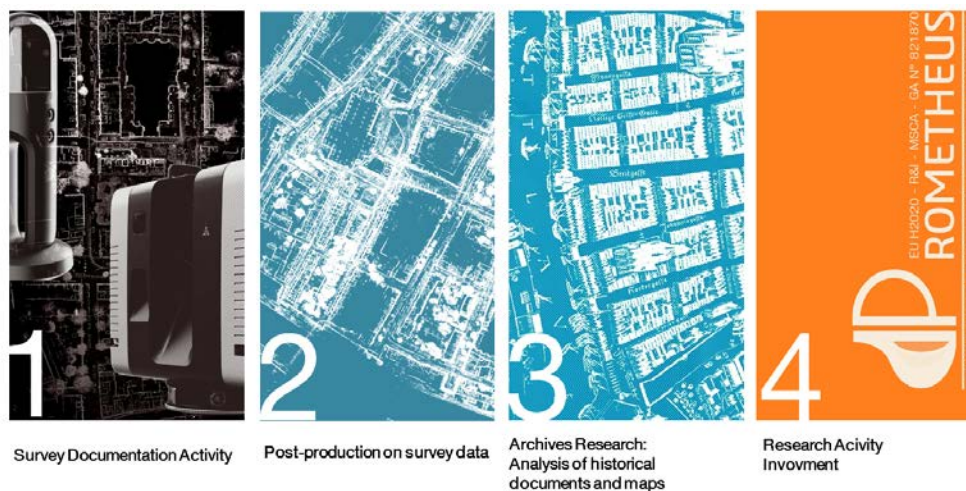 1
2
3
4
EU H2020 - R&I - MSCA - GA N° 821870
ROMETHEUS
Survey Documentation Activity
Post-production on survey data
Archives Research:
Analysis of historical
documents and maps
Research Acivity
Invovment